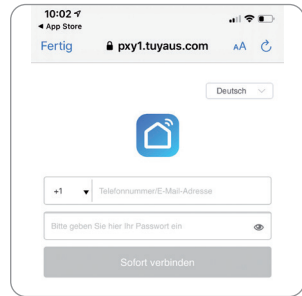 10:02
◀ App Store
Fertig pxy1.tuyaus.com AA
Deutsch
+1 Telefonnummer/E-Mail-Adresse
Bitte geben Sie hier Ihr Passwort ein
Sofort verbinden